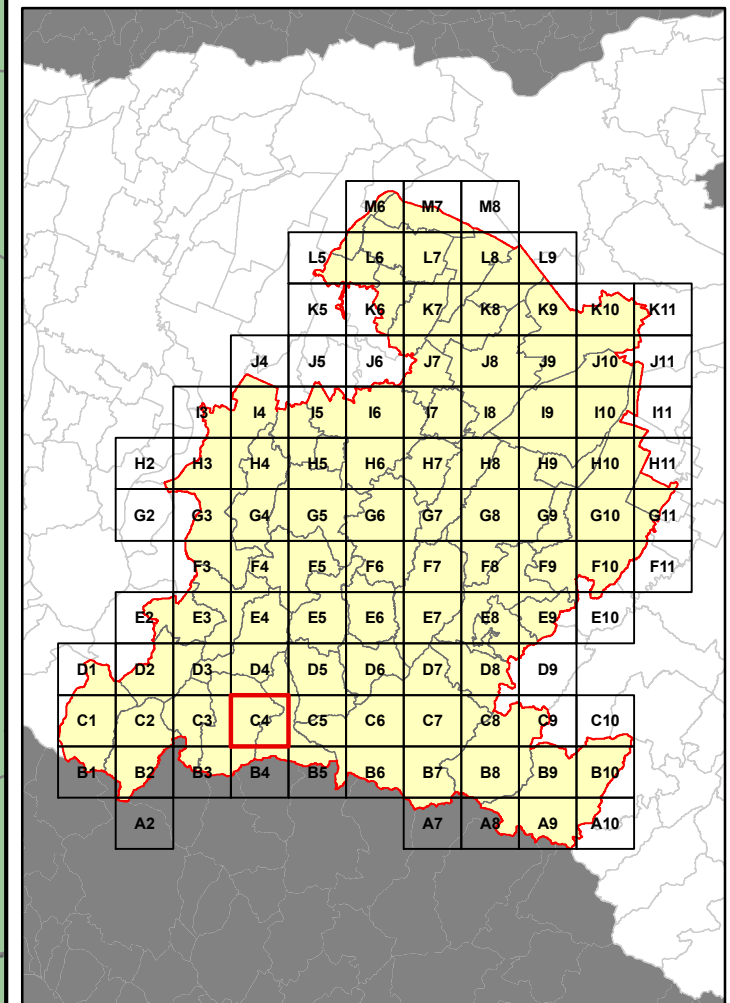 M6 M7 M8
L5 L6 L7 L8 L9
K5 K6 K7 K8 K9 K10 K11
J4 J5 J6 J7 J8 J9 J10 J11
I3 I4 I5 I6 I7 I8 I9 I10 I11
H2 H3 H4 H5 H6 H7 H8 H9 H10 H11
G2 G3 G4 G5 G6 G7 G8 G9 G10 G11
F3 F4 F5 F6 F7 F8 F9 F10 F11
E2 E3 E4 E5 E6 E7 E8 E9 E10
D1 D2 D3 D4 D5 D6 D7 D8 D9
C1 C2 C3 C4 C5 C6 C7 C8 C9 C10
B1 B2 B3 B4 B5 B6 B7 B8 B9 B10
A2 A7 A8 A9 A10